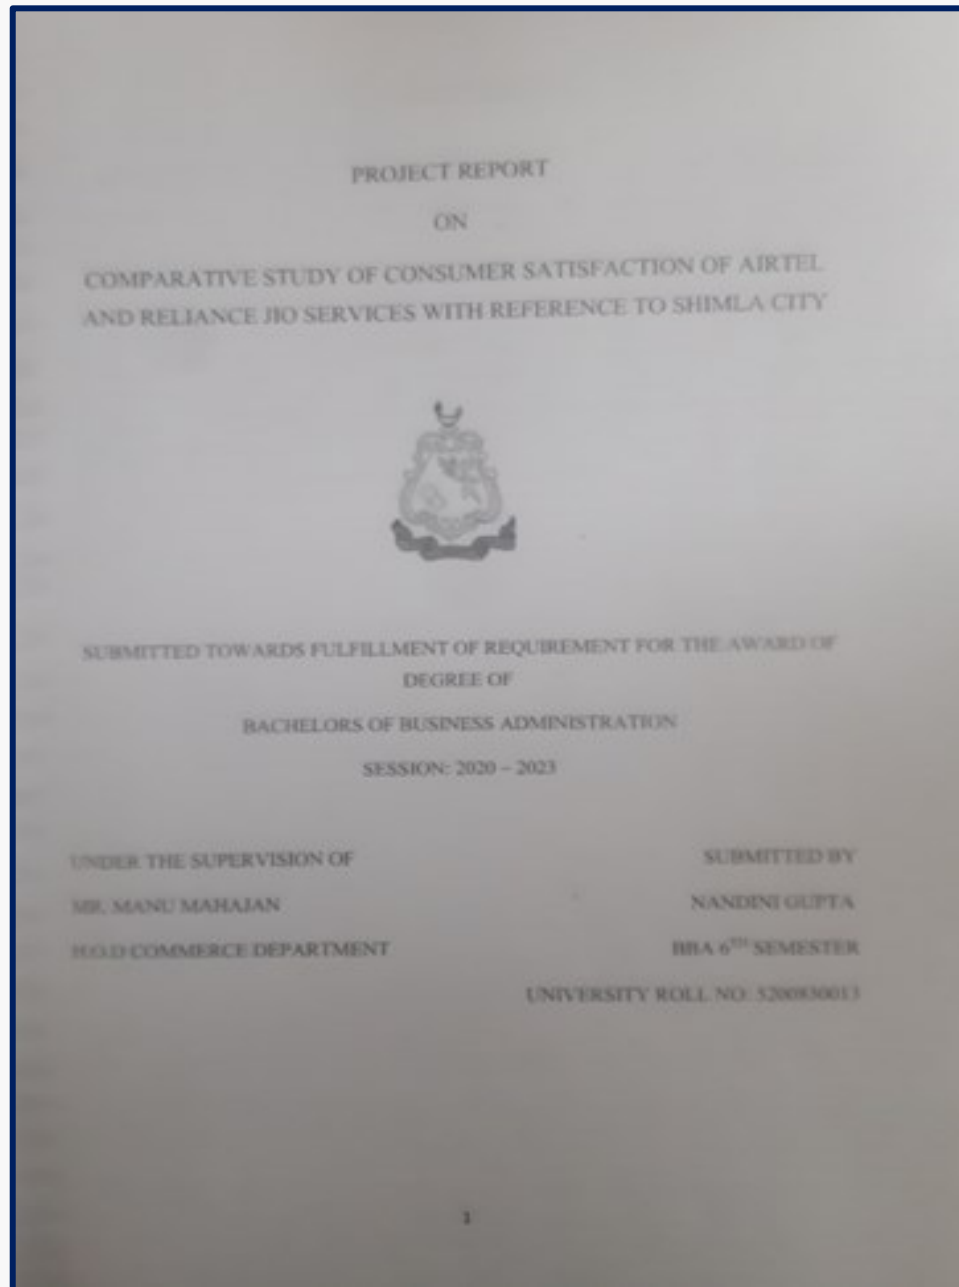 PROJECT REPORT
ON
COMPARATIVE STUDY OF CONSUMER SATISFACTION OF AIRTEL
AND RELIANCE JIO SERVICES WITH REFERENCE TO SHIMLA CITY
SUBMITTED TOWARDS FULFILLMENT OF REQUIREMENT FOR THE AWARD OF
DEGREE OF
BACHELORS OF BUSINESS ADMINISTRATION
SESSION: 2020 – 2023
UNDER THE SUPERVISION OF
MR. MANU MAHAJAN
H.O.D COMMERCE DEPARTMENT
SUBMITTED BY
NANDINI GUPTA
BBA 6TH SEMESTER
UNIVERSITY ROLL NO: 5200830013
1